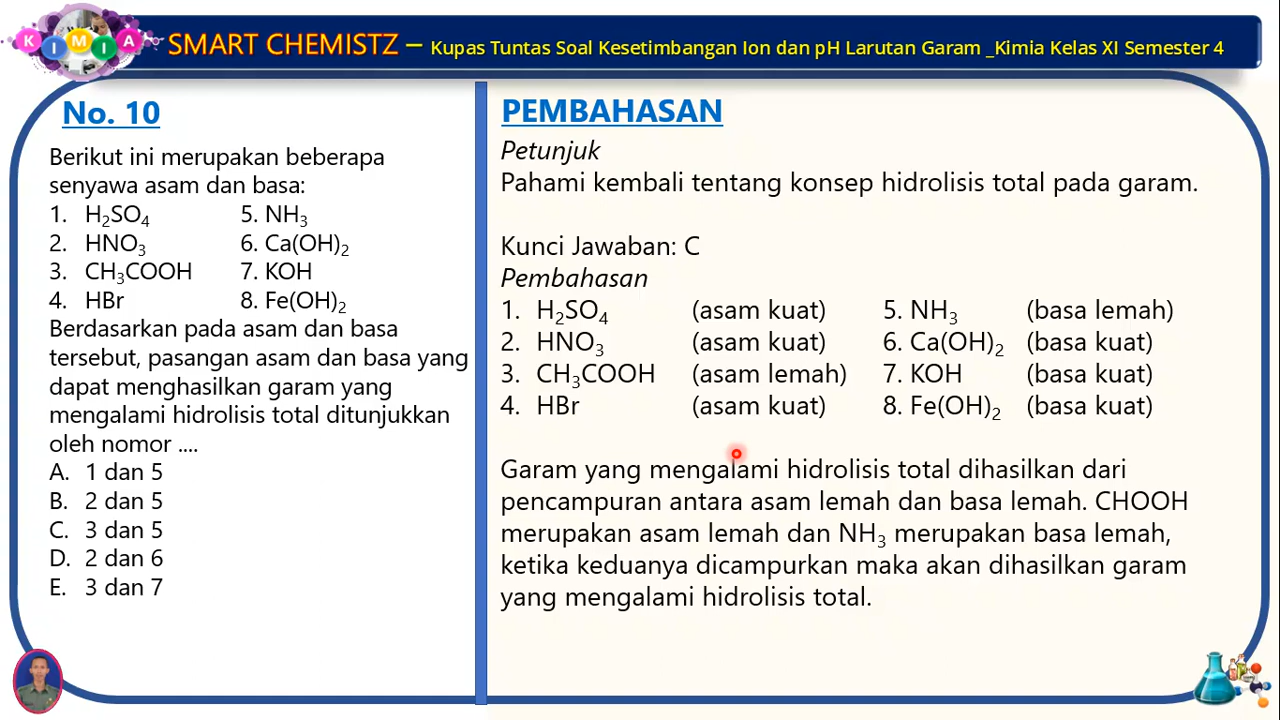 KIMIA
SMART CHEMISTZ – Kupas Tuntas Soal Kesetimbangan Ion dan pH Larutan Garam _Kimia Kelas XI Semester 4
No. 10
Berikut ini merupakan beberapa
senyawa asam dan basa:
1. H₂SO₄ 5. NH₃
2. HNO₃ 6. Ca(OH)₂
3. CH₃COOH 7. KOH
4. HBr 8. Fe(OH)₂
Berdasarkan pada asam dan basa
tersebut, pasangan asam dan basa yang
dapat menghasilkan garam yang
mengalami hidrolisis total ditunjukkan
oleh nomor ....
A. 1 dan 5
B. 2 dan 5
C. 3 dan 5
D. 2 dan 6
E. 3 dan 7
PEMBAHASAN
Petunjuk
Pahami kembali tentang konsep hidrolisis total pada garam.
Kunci Jawaban: C
Pembahasan
1. H₂SO₄ (asam kuat) 5. NH₃ (basa lemah)
2. HNO₃ (asam kuat) 6. Ca(OH)₂ (basa kuat)
3. CH₃COOH (asam lemah) 7. KOH (basa kuat)
4. HBr (asam kuat) 8. Fe(OH)₂ (basa kuat)
Garam yang mengalami hidrolisis total dihasilkan dari
pencampuran antara asam lemah dan basa lemah. CHOOH
merupakan asam lemah dan NH₃ merupakan basa lemah,
ketika keduanya dicampurkan maka akan dihasilkan garam
yang mengalami hidrolisis total.